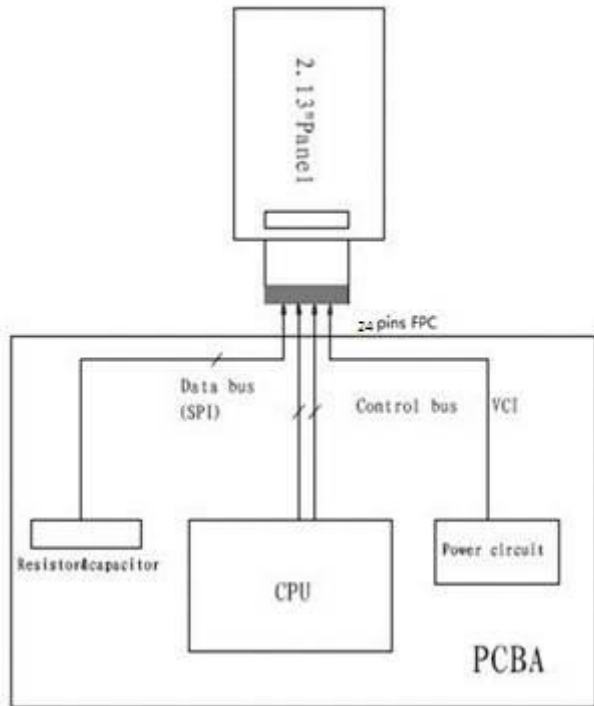 2.13"Panel
24 pins FPC
Data bus
(SPI)
Control bus
VCI
Resistor&capacitor
CPU
Power circuit
PCBA